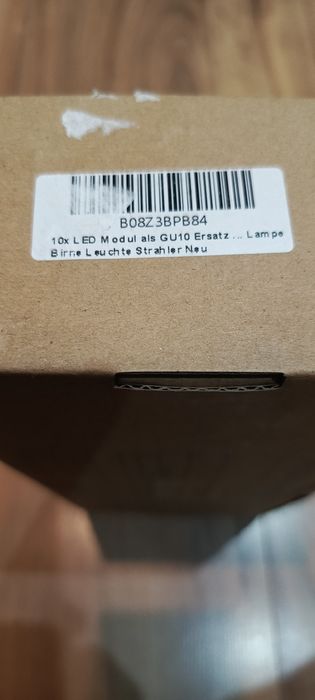 B08Z3BPB84
10x LED Modul als GU10 Ersatz ... Lampe
Birne Leuchte Strahler Neu